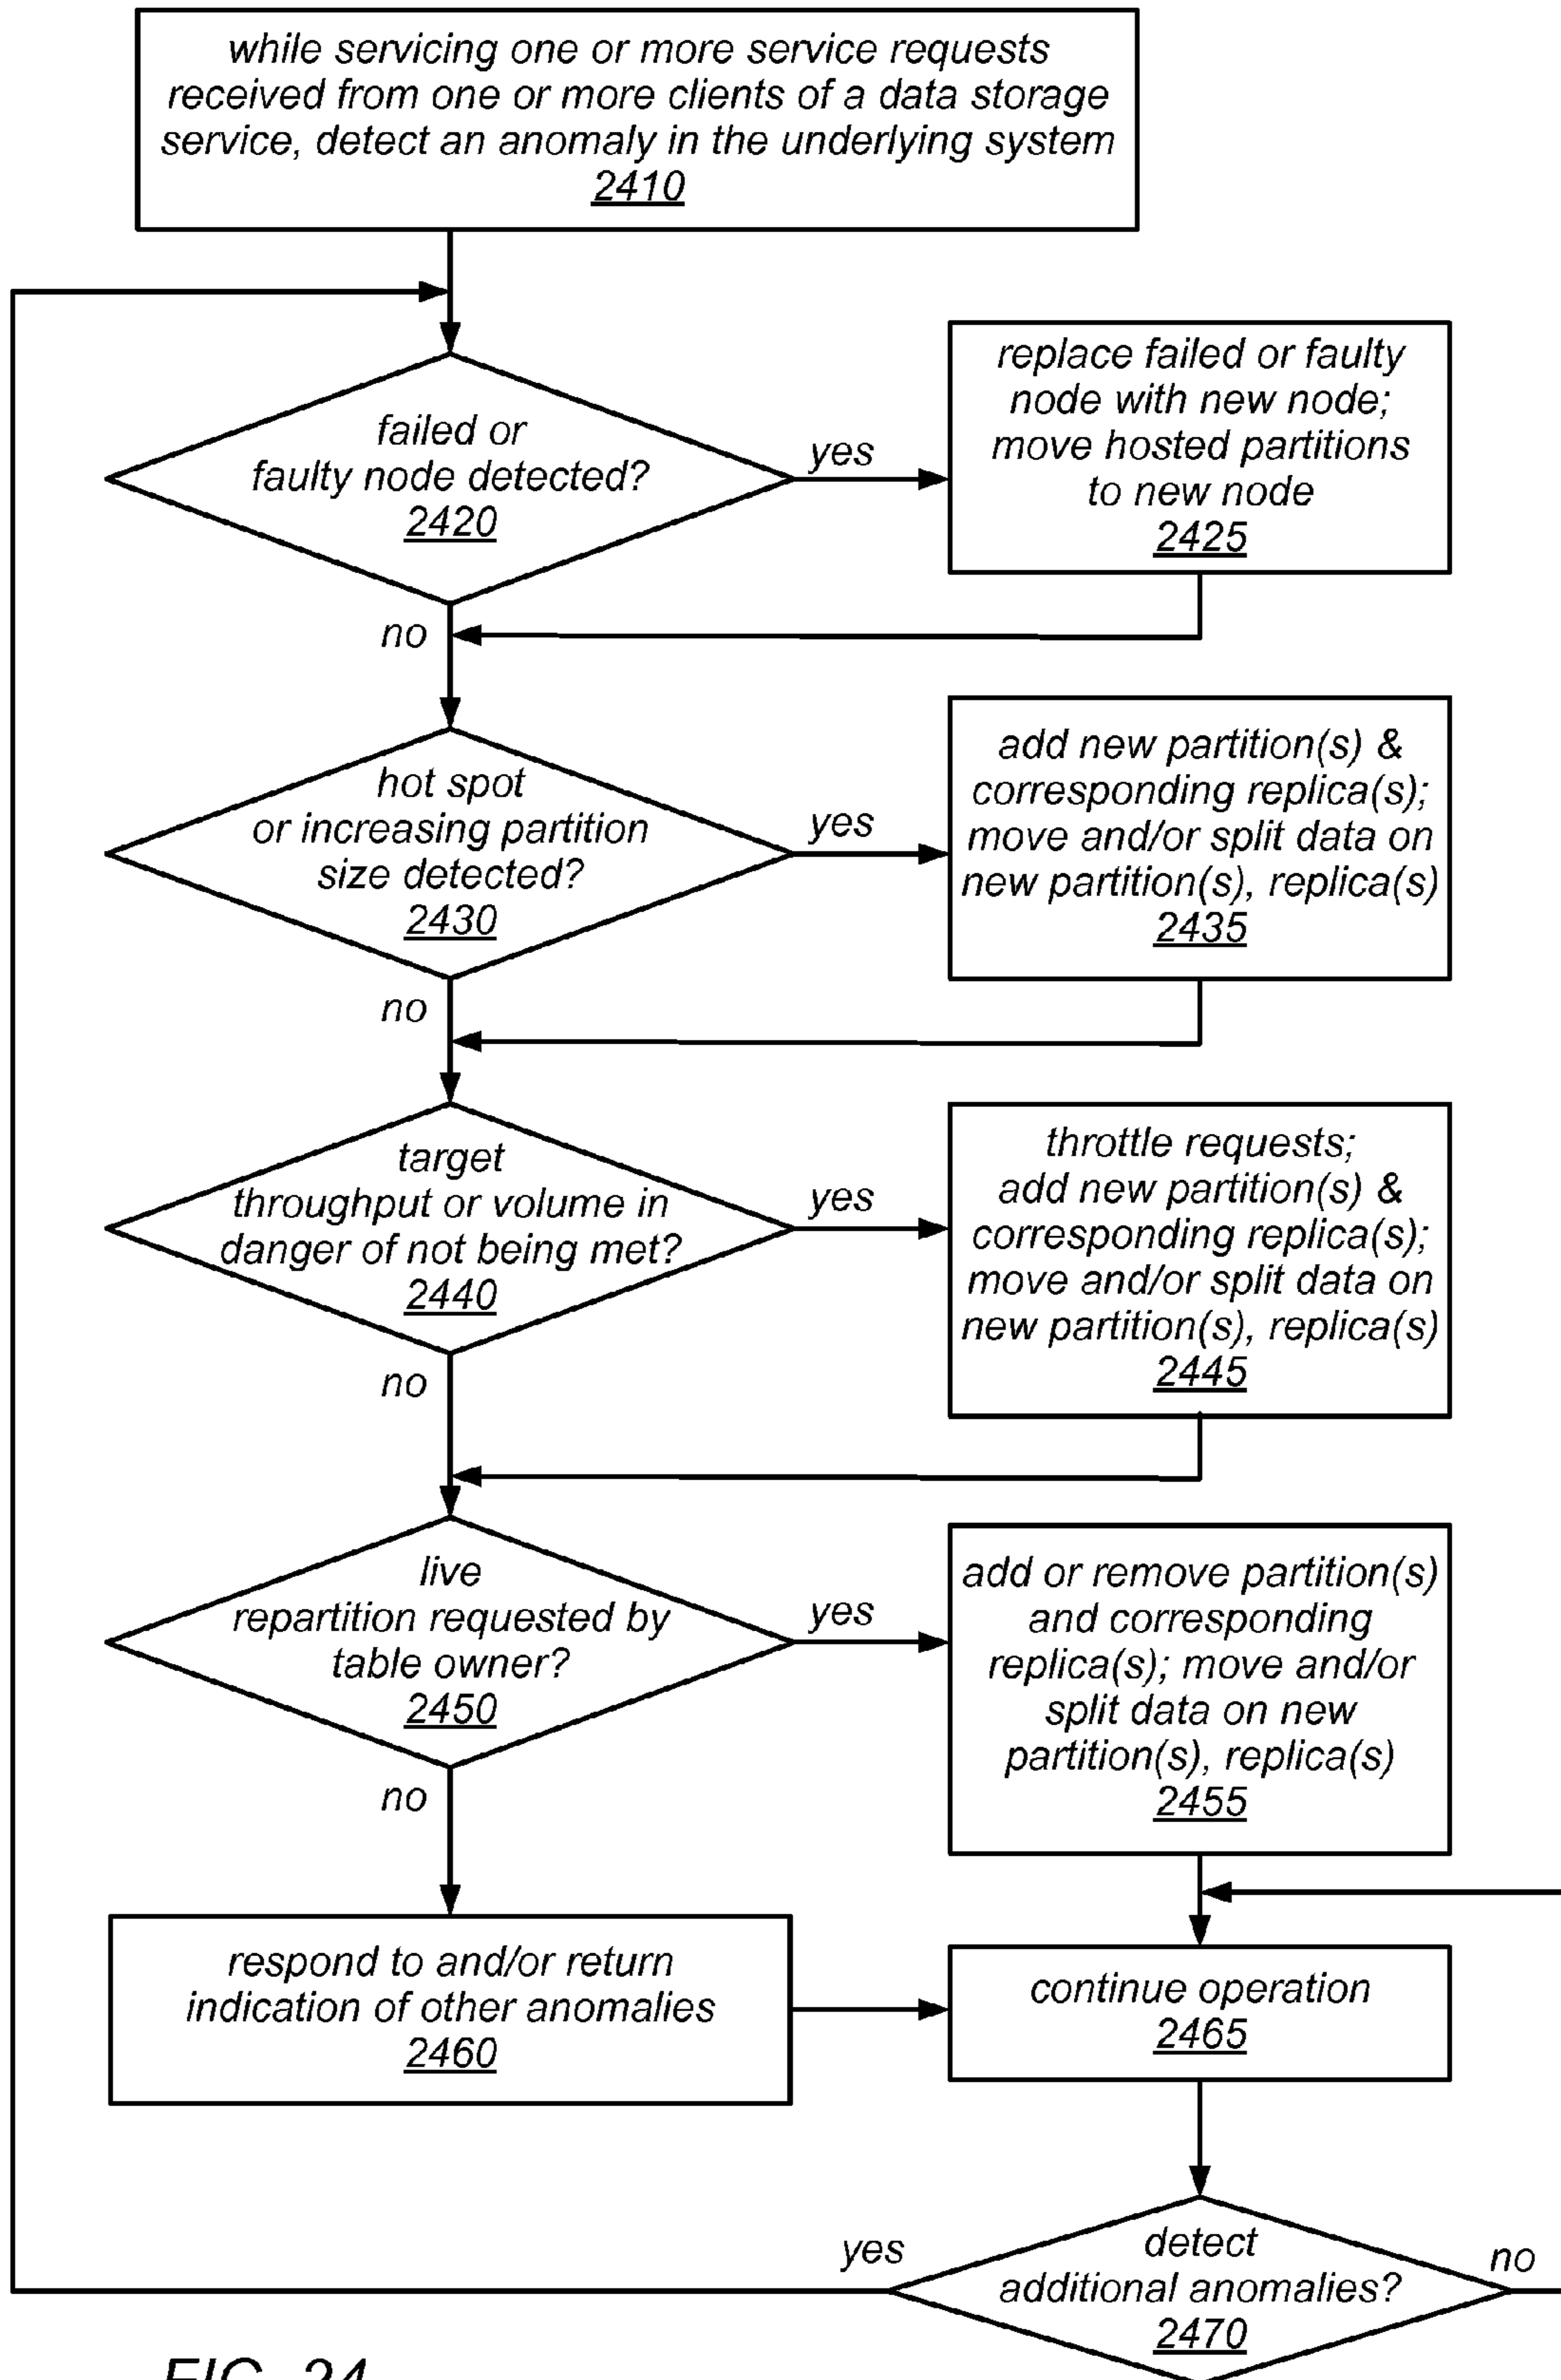 while servicing one or more service requests
received from one or more clients of a data storage
service, detect an anomaly in the underlying system
2410
failed or
faulty node detected?
2420
yes
replace failed or faulty
node with new node;
move hosted partitions
to new node
2425
no
hot spot
or increasing partition
size detected?
2430
yes
add new partition(s) &
corresponding replica(s);
move and/or split data on
new partition(s), replica(s)
2435
no
target
throughput or volume in
danger of not being met?
2440
yes
throttle requests;
add new partition(s) &
corresponding replica(s);
move and/or split data on
new partition(s), replica(s)
2445
no
live
repartition requested by
table owner?
2450
yes
add or remove partition(s)
and corresponding
replica(s); move and/or
split data on new
partition(s), replica(s)
2455
no
respond to and/or return
indication of other anomalies
2460
continue operation
2465
detect
additional anomalies?
2470
yes
no
FIG. 24